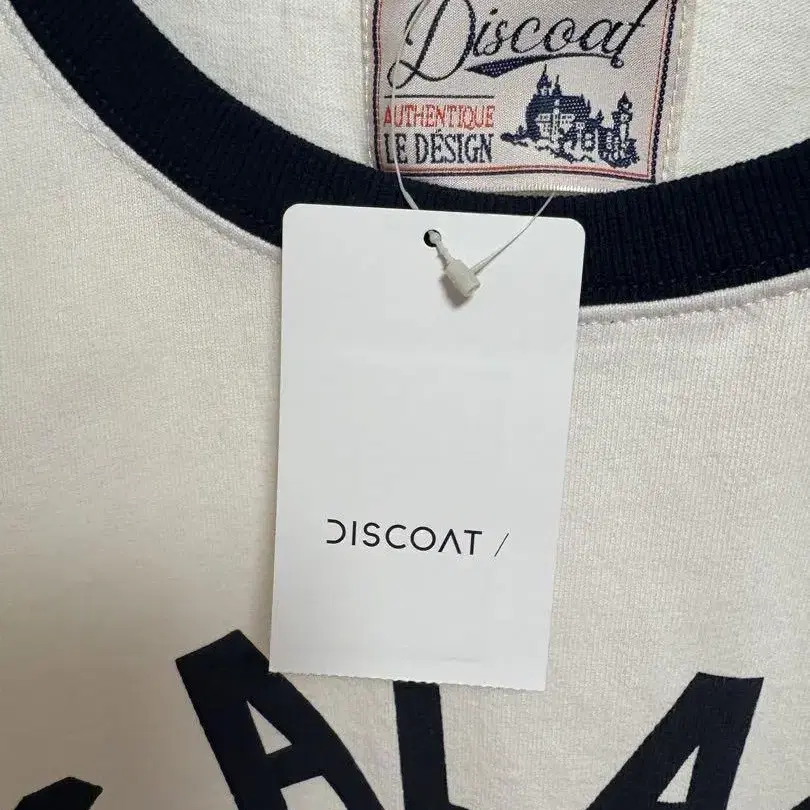 Discoat
AUTHENTIQUE
LE DÉSIGN
DISCOAT /
ALA